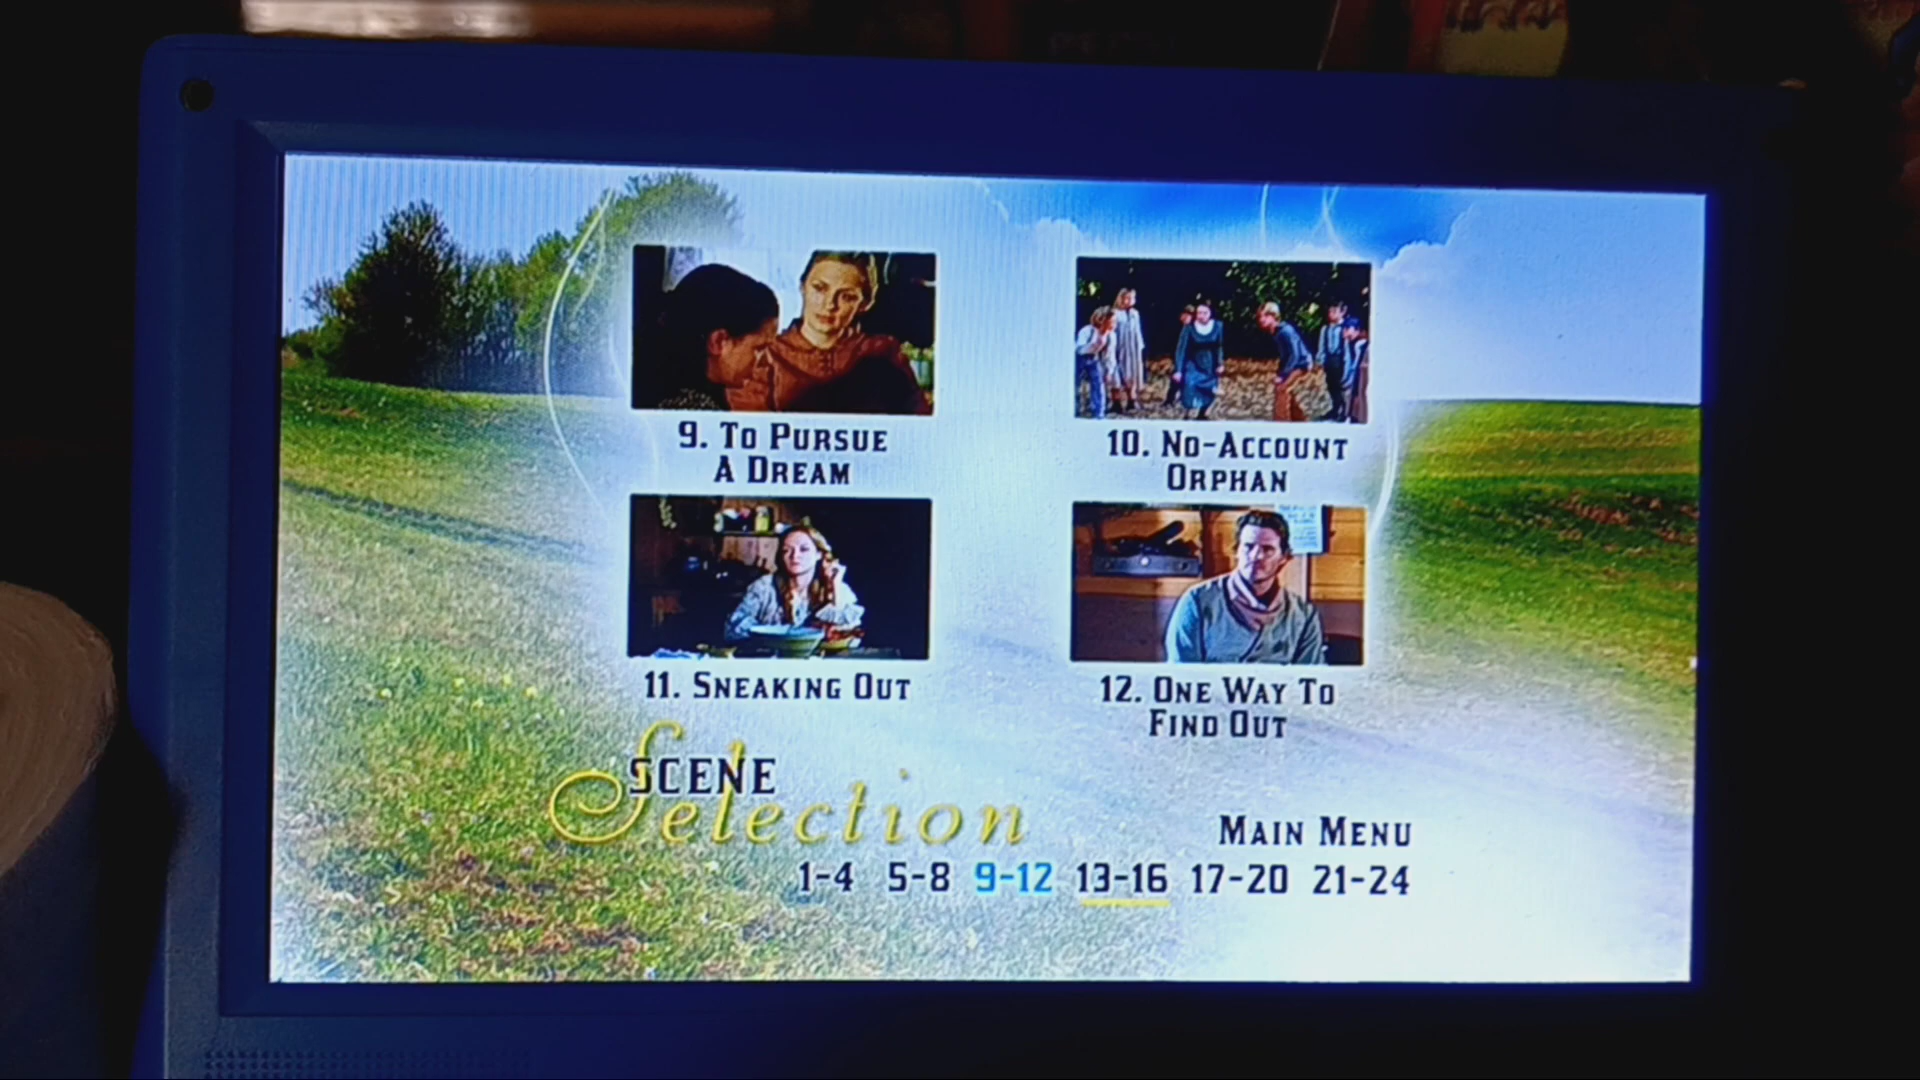 9. To Pursue
A Dream
10. No-Account
Orphan
11. Sneaking Out
12. One Way To
Find Out
Scene
Selection
Main Menu
1-4 5-8 9-12 13-16 17-20 21-24